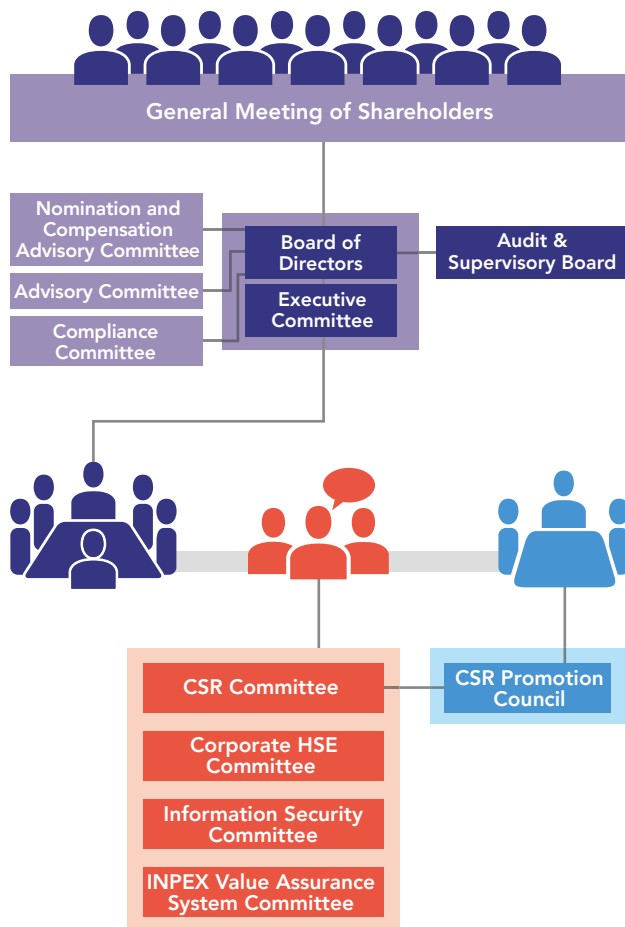 General Meeting of Shareholders
Nomination and
Compensation
Advisory Committee
Advisory Committee
Compliance
Committee
Board of
Directors
Executive
Committee
Audit &
Supervisory Board
CSR Committee
Corporate HSE
Committee
Information Security
Committee
INPEX Value Assurance
System Committee
CSR Promotion
Council